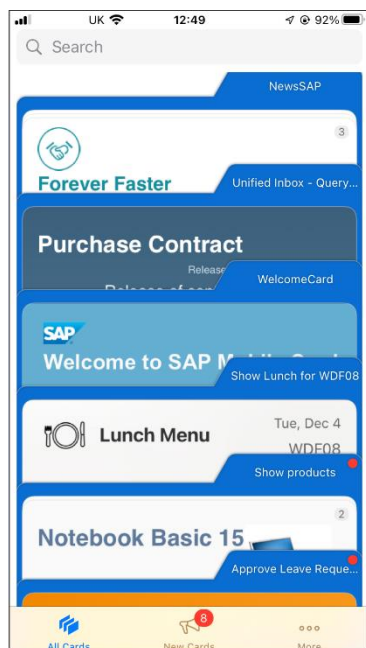 UK 12:49 92%
Search
NewsSAP
3
Forever Faster
Unified Inbox - Query...
Purchase Contract
Release
WelcomeCard
SAP
Welcome to SAP
Show Lunch for WDF08
Lunch Menu
Tue, Dec 4
WDF08
Show products
2
Notebook Basic 15
Approve Leave Reque...
8
All Cards New Cards More